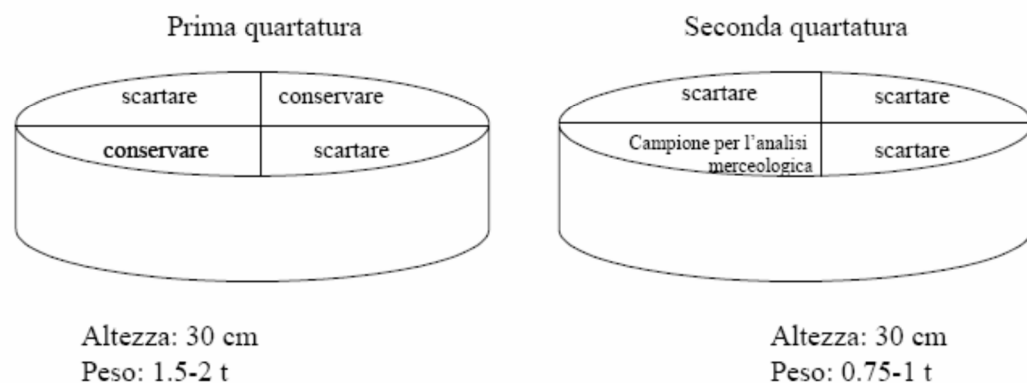 Prima quartatura
scartare
conservare
conservare
scartare
Altezza: 30 cm
Peso: 1.5-2 t
Seconda quartatura
scartare
scartare
Campione per l'analisi
merceologica
scartare
Altezza: 30 cm
Peso: 0.75-1 t